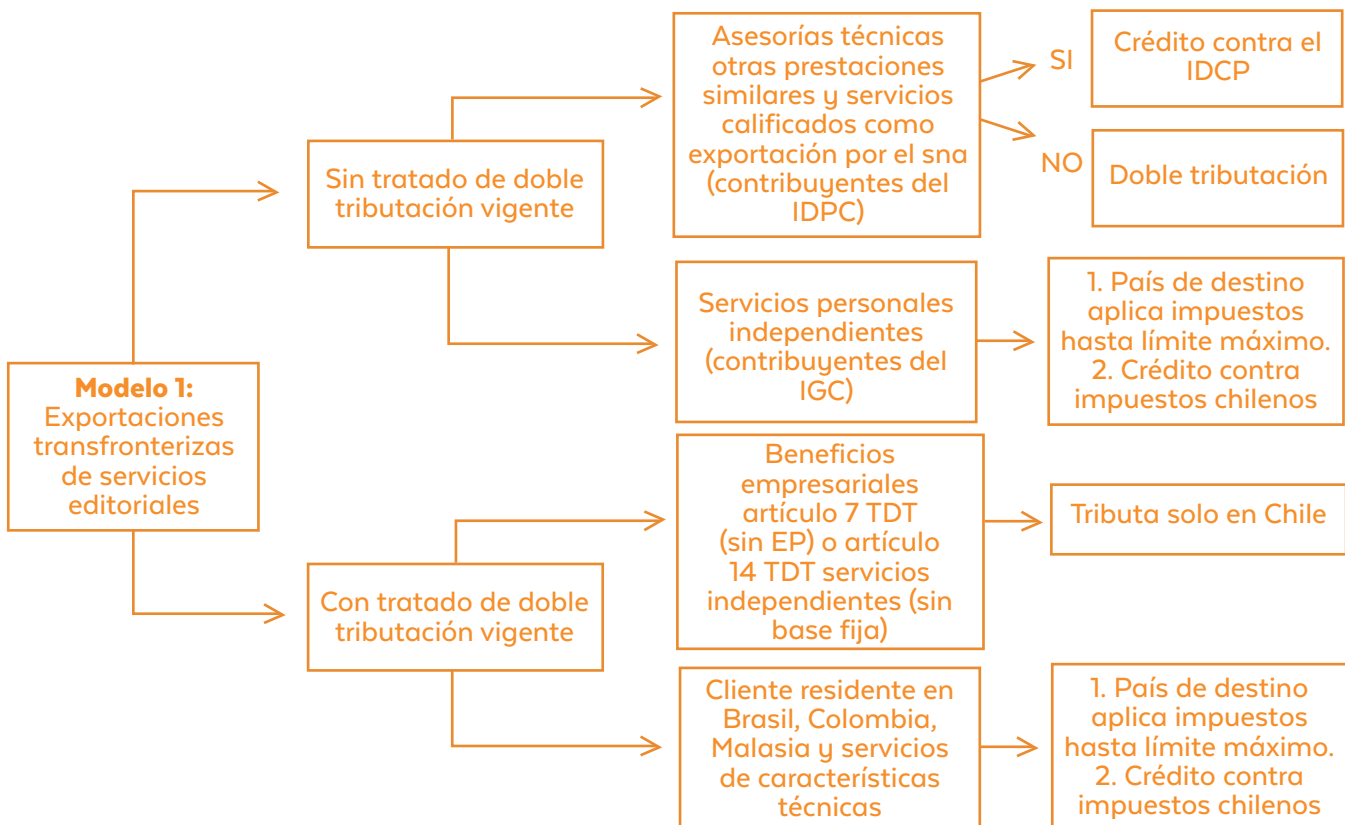 Modelo 1:
Exportaciones
transfronterizas
de servicios
editoriales
Sin tratado de doble
tributación vigente
Asesorías técnicas
otras prestaciones
similares y servicios
calificados como
exportación por el sna
(contribuyentes del
IDPC)
SI
Crédito contra el
IDCP
NO
Doble tributación
Servicios personales
independientes
(contribuyentes del
IGC)
1. País de destino
aplica impuestos
hasta límite máximo.
2. Crédito contra
impuestos chilenos
Con tratado de doble
tributación vigente
Beneficios
empresariales
artículo 7 TDT
(sin EP) o artículo
14 TDT servicios
independientes (sin
base fija)
Tributa solo en Chile
Cliente residente en
Brasil, Colombia,
Malasia y servicios
de características
técnicas
1. País de destino
aplica impuestos
hasta límite máximo.
2. Crédito contra
impuestos chilenos